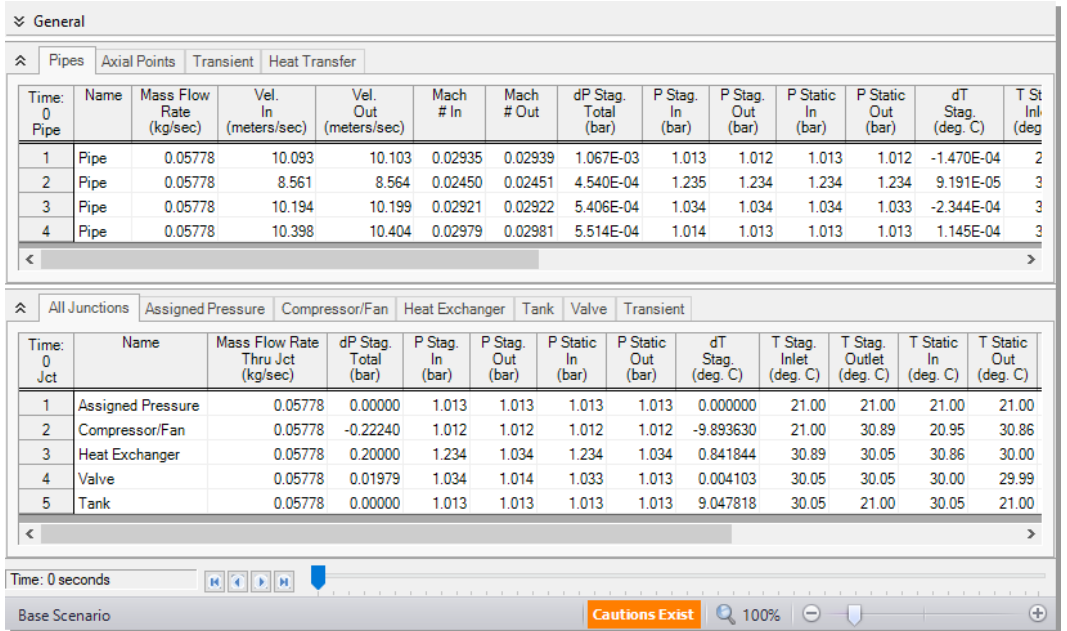 General
Pipes Axial Points Transient Heat Transfer
Time: 0 Pipe Name Mass Flow Rate (kg/sec) Vel. In (meters/sec) Vel. Out (meters/sec) Mach # In Mach # Out dP Stag. Total (bar) P Stag. In (bar) P Stag. Out (bar) P Static In (bar) P Static Out (bar) dT Stag. (deg. C) T St Inl (deg
1 Pipe 0.05778 10.093 10.103 0.02935 0.02939 1.067E-03 1.013 1.012 1.013 1.012 -1.470E-04 2
2 Pipe 0.05778 8.561 8.564 0.02450 0.02451 4.540E-04 1.235 1.234 1.234 1.234 9.191E-05 3
3 Pipe 0.05778 10.194 10.199 0.02921 0.02922 5.406E-04 1.034 1.034 1.034 1.033 -2.344E-04 3
4 Pipe 0.05778 10.398 10.404 0.02979 0.02981 5.514E-04 1.014 1.013 1.013 1.013 1.145E-04 3
All Junctions Assigned Pressure Compressor/Fan Heat Exchanger Tank Valve Transient
Time: 0 Jct Name Mass Flow Rate Thru Jct (kg/sec) dP Stag. Total (bar) P Stag. In (bar) P Stag. Out (bar) P Static In (bar) P Static Out (bar) dT Stag. (deg. C) T Stag. Inlet (deg. C) T Stag. Outlet (deg. C) T Static In (deg. C) T Static Out (deg. C)
1 Assigned Pressure 0.05778 0.00000 1.013 1.013 1.013 1.013 0.000000 21.00 21.00 21.00 21.00
2 Compressor/Fan 0.05778 -0.22240 1.012 1.012 1.012 1.012 -9.893630 21.00 30.89 20.95 30.86
3 Heat Exchanger 0.05778 0.20000 1.234 1.034 1.234 1.034 0.841844 30.89 30.05 30.86 30.00
4 Valve 0.05778 0.01979 1.034 1.014 1.033 1.013 0.004103 30.05 30.05 30.00 29.99
5 Tank 0.05778 0.00000 1.013 1.013 1.013 1.013 9.047818 30.05 21.00 30.05 21.00
Time: 0 seconds
Base Scenario Cautions Exist 100%